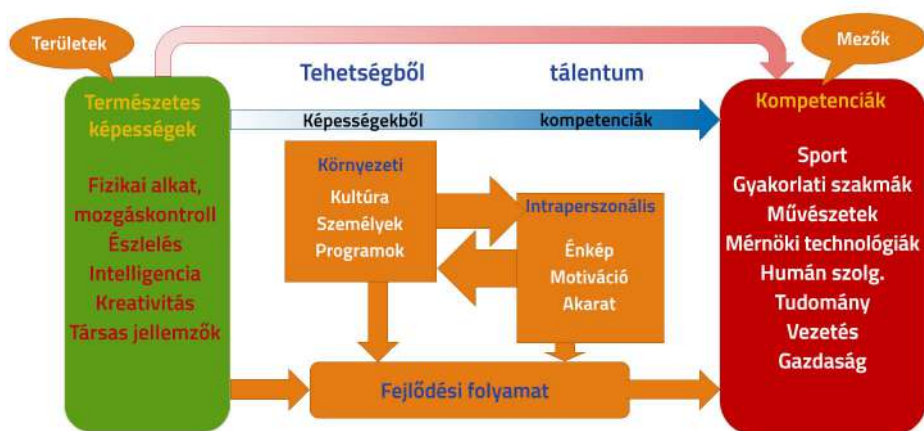 Területek
Mezők
Tehetségből tálentum
Természetes
képességek
Fizikai alkat,
mozgáskontroll
Észlelés
Intelligencia
Kreativitás
Társas jellemzők
Képességekből kompetenciák
Környezeti
Kultúra
Személyek
Programok
Intraperszonális
Énkép
Motiváció
Akarat
Fejlődési folyamat
Kompetenciák
Sport
Gyakorlati szakmák
Művészetek
Mérnöki technológiák
Humán szolg.
Tudomány
Vezetés
Gazdaság